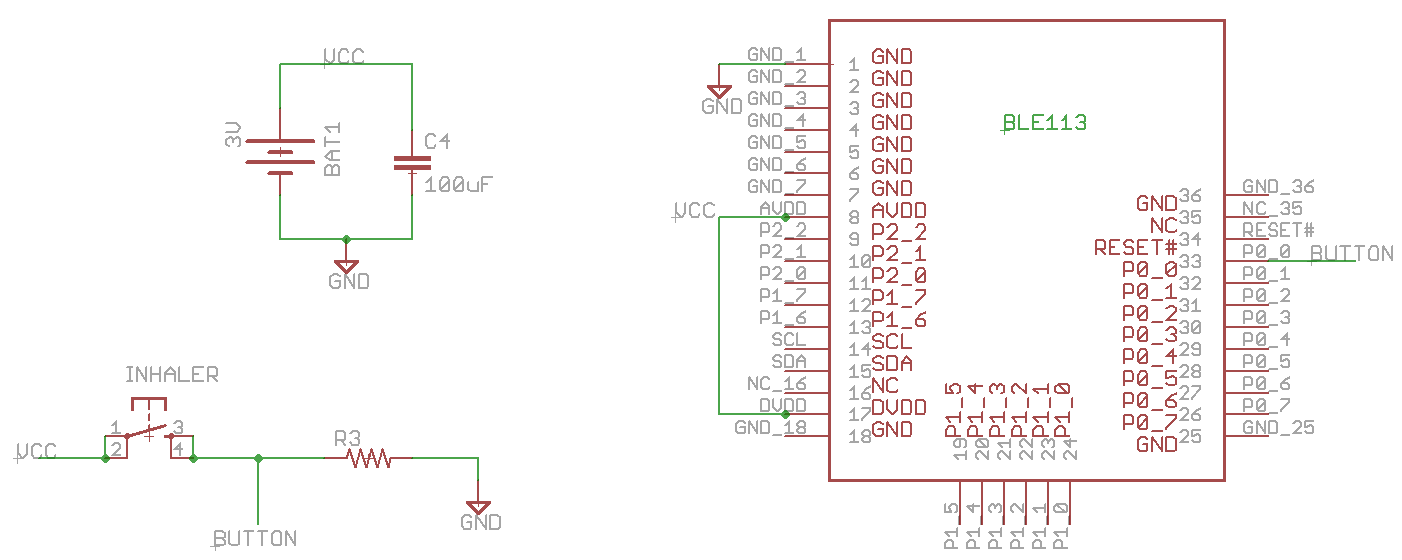 VCC
3V
BAT1
C4
100uF
GND
INHALER
1
3
2
4
VCC
R3
GND
BUTTON
BLE113
GND_1 1 GND
GND_2 2 GND
GND
GND_3 3 GND
GND_4 4 GND
GND_5 5 GND
GND_6 6 GND
GND_7 7 GND
VCC
AVDD 8 AVDD
P2_2 9 P2_2
P2_1 10 P2_1
P2_0 11 P2_0
P1_7 12 P1_7
P1_6 13 P1_6
SCL 14 SCL
SDA 15 SDA
NC_16 16 NC
DVDD 17 DVDD
GND_18 18 GND
GND 36 GND_36
NC 35 NC_35
RESET# 34 RESET#
P0_0 33 P0_0
BUTTON
P0_1 32 P0_1
P0_2 31 P0_2
P0_3 30 P0_3
P0_4 29 P0_4
P0_5 28 P0_5
P0_6 27 P0_6
P0_7 26 P0_7
GND 25 GND_25
P1_5 19 P1_5
P1_4 20 P1_4
P1_3 21 P1_3
P1_2 22 P1_2
P1_1 23 P1_1
P1_0 24 P1_0